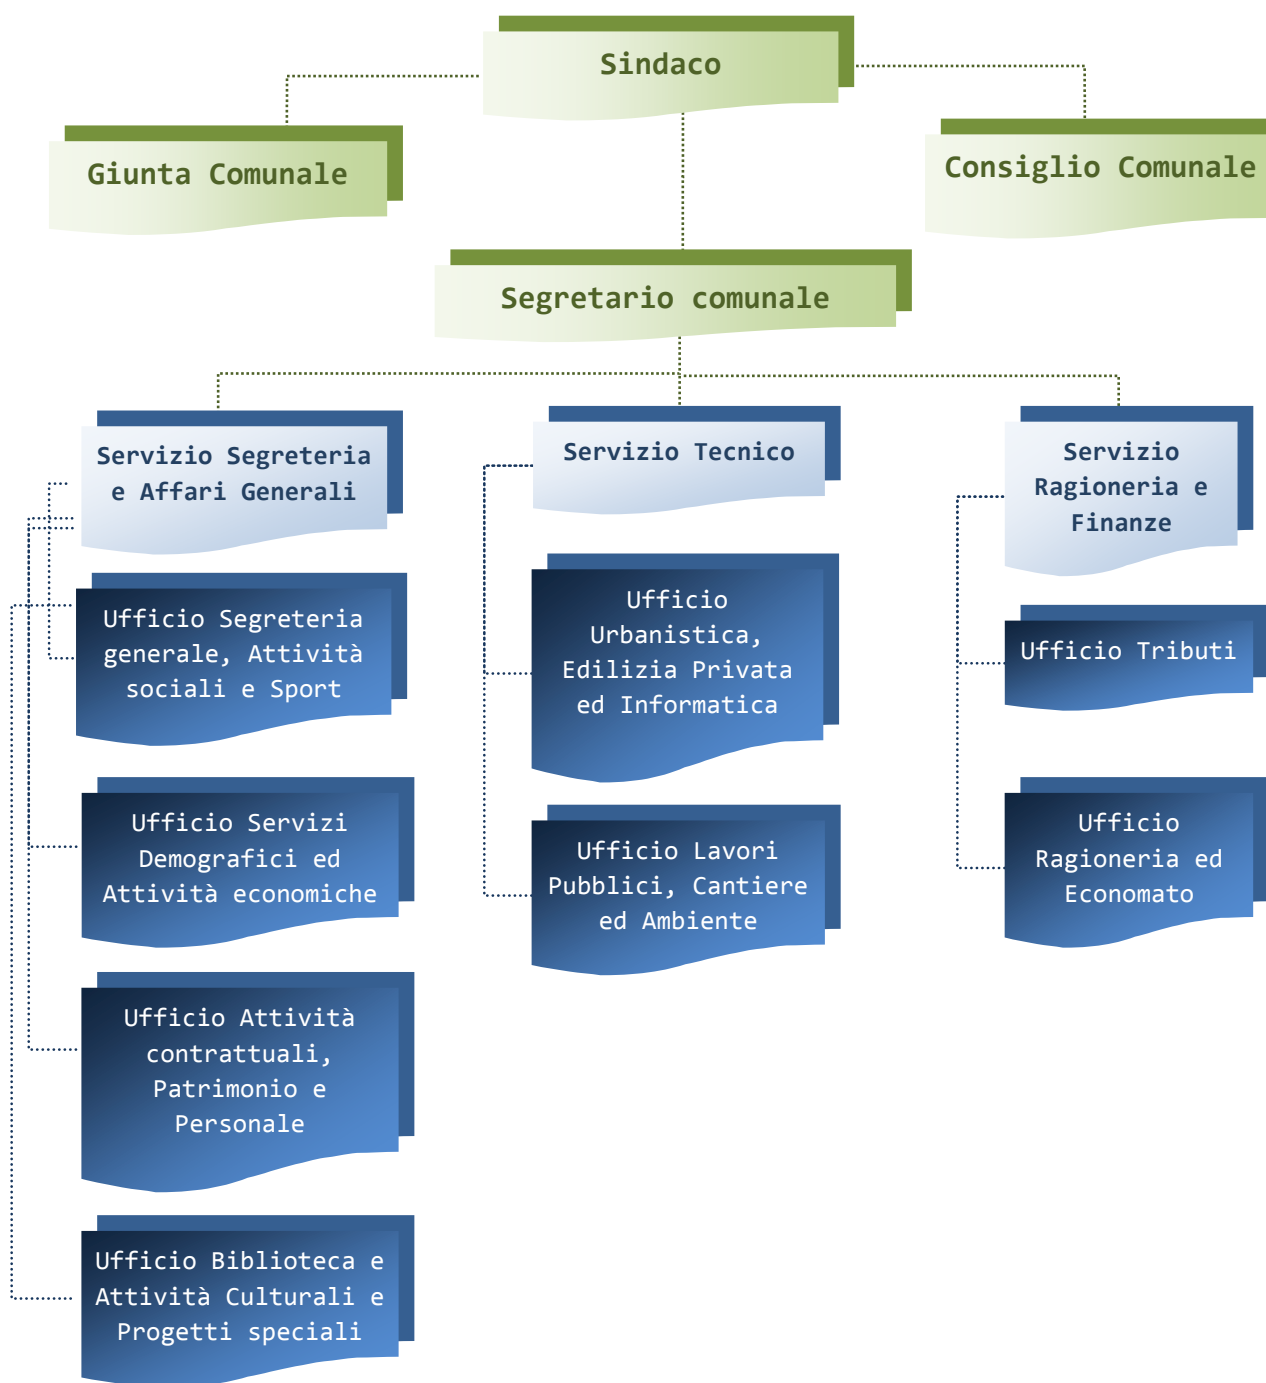 Sindaco
Giunta Comunale
Consiglio Comunale
Segretario comunale
Servizio Segreteria
e Affari Generali
Servizio Tecnico
Servizio
Ragioneria e
Finanze
Ufficio Segreteria
generale, Attività
sociali e Sport
Ufficio
Urbanistica,
Edilizia Privata
ed Informatica
Ufficio Tributi
Ufficio Servizi
Demografici ed
Attività economiche
Ufficio Lavori
Pubblici, Cantiere
ed Ambiente
Ufficio
Ragioneria ed
Economato
Ufficio Attività
contrattuali,
Patrimonio e
Personale
Ufficio Biblioteca e
Attività Culturali e
Progetti speciali